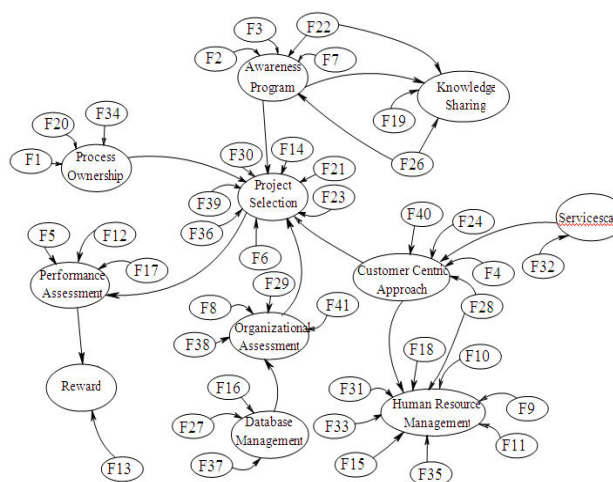 F3
F22
F2
Awareness
Program
F7
Knowledge
Sharing
F19
F20
F34
F1
Process
Ownership
F30
F14
F26
F21
F39
Project
Selection
F23
F36
F6
F40
F24
Servicesca
F32
F5
F12
F17
Performance
Assessment
Customer Centric
Approach
F4
F28
F29
F8
F41
Organizational
Assessment
F38
F18
F10
Reward
F16
F31
Human Resource
Management
F9
F27
Database
Management
F33
F11
F37
F15
F35
F13